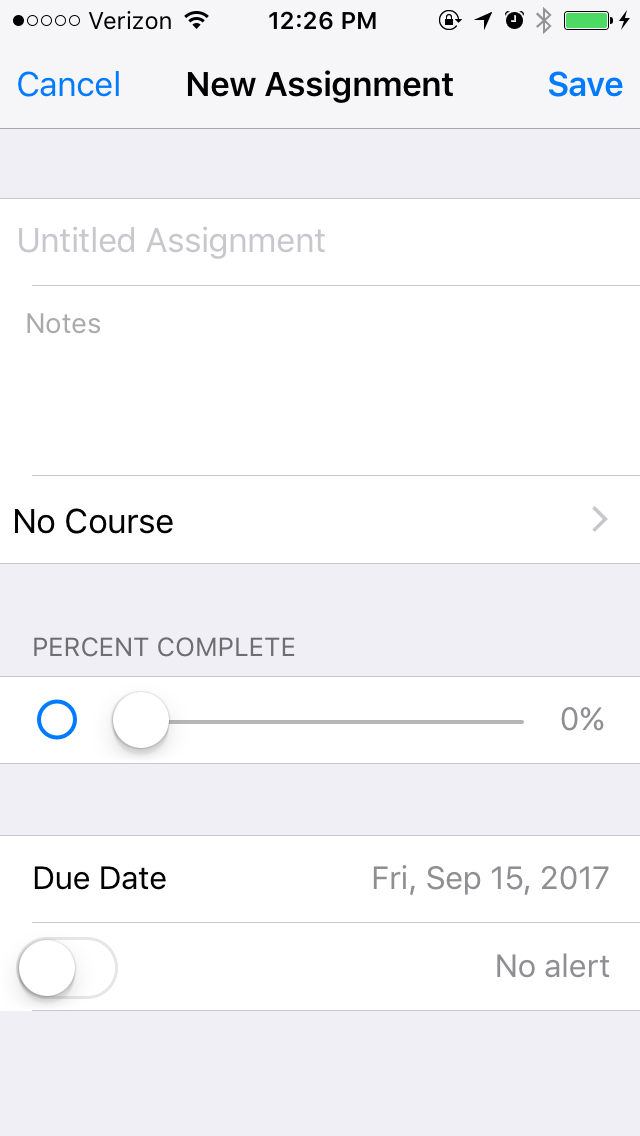 Verizon 12:26 PM
Cancel New Assignment Save
Untitled Assignment
Notes
No Course
PERCENT COMPLETE
0%
Due Date Fri, Sep 15, 2017
No alert